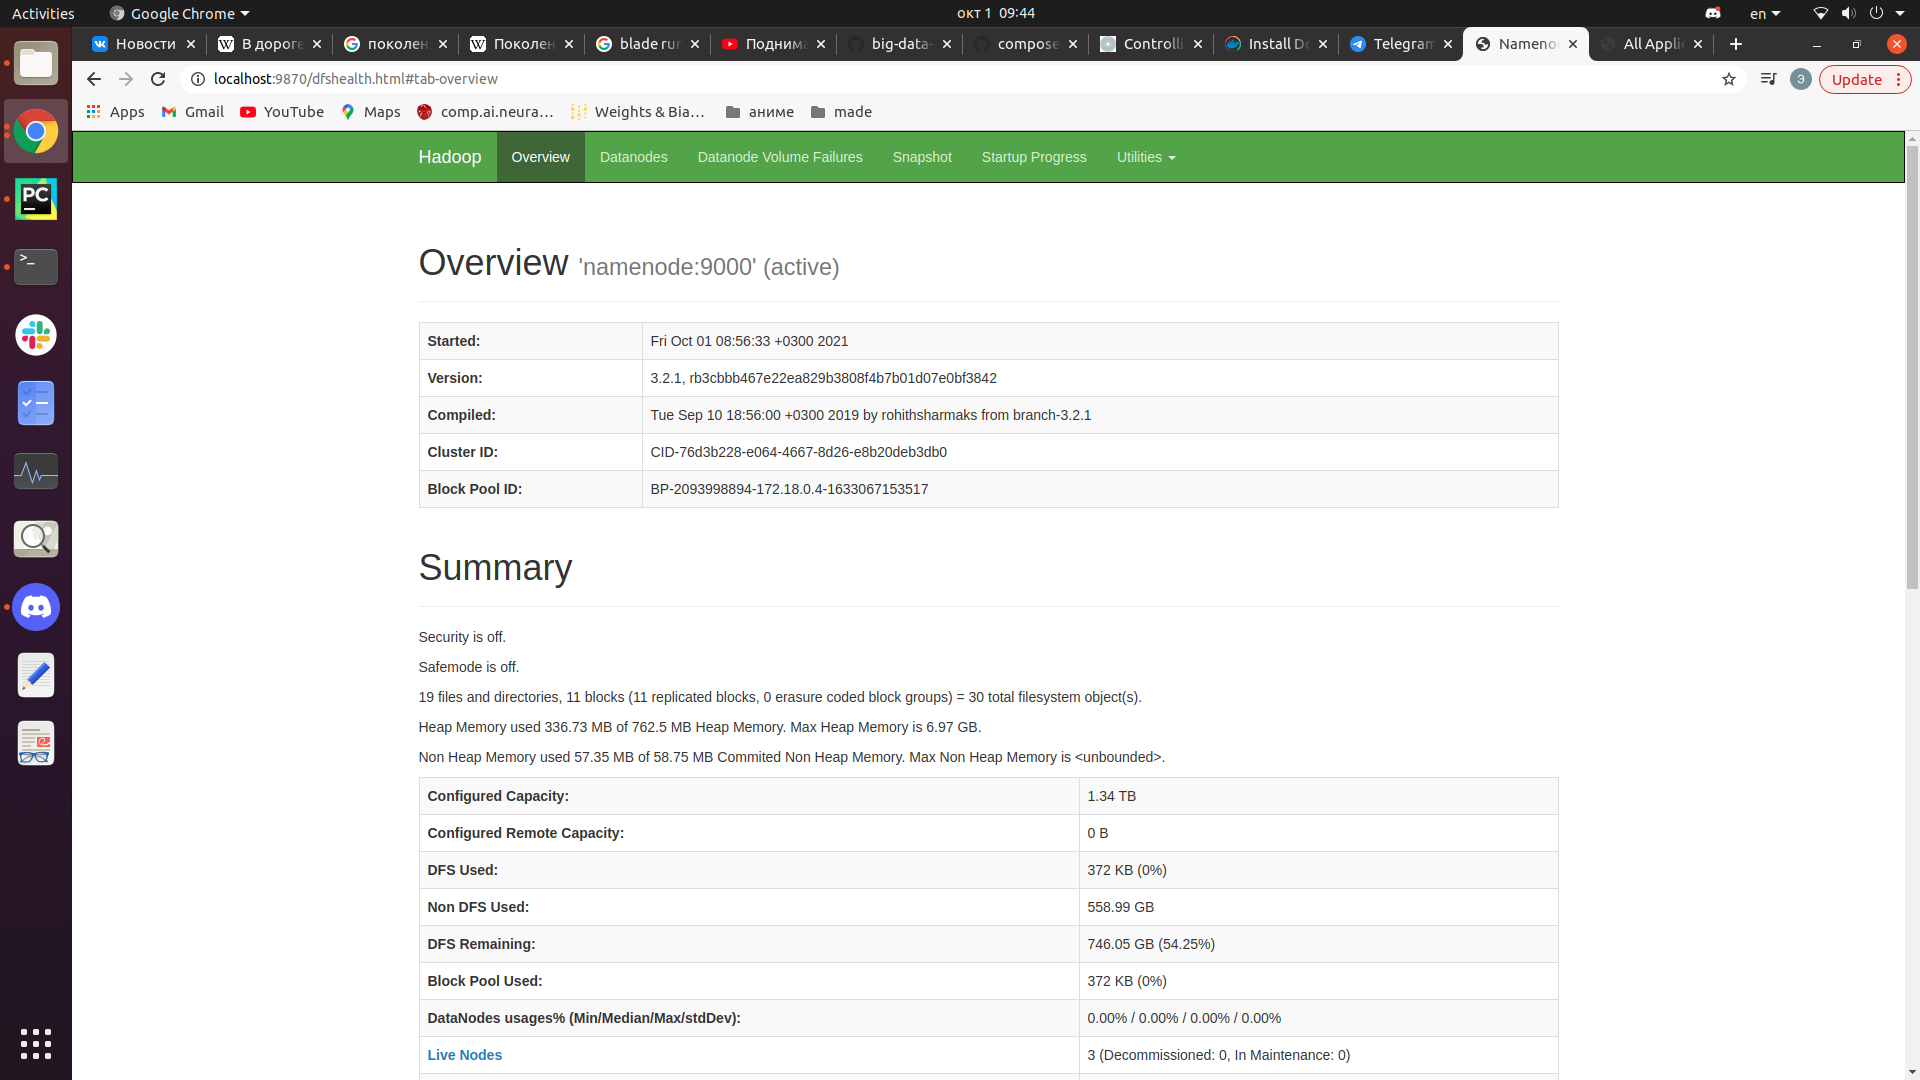 Activities Google Chrome окт 1 09:44 en
Новости В дороге поколен Поколен blade run Поднима big-data- compose Controlli Install Do Telegram Nameno All Appli
localhost:9870/dfshealth.html#tab-overview Э Update
Apps Gmail YouTube Maps comp.ai.neura... Weights & Bia... аниме made
Hadoop Overview Datanodes Datanode Volume Failures Snapshot Startup Progress Utilities
PC
>_
Overview 'namenode:9000' (active)
Started: Fri Oct 01 08:56:33 +0300 2021
Version: 3.2.1, rb3cbbb467e22ea829b3808f4b7b01d07e0bf3842
Compiled: Tue Sep 10 18:56:00 +0300 2019 by rohithsharmaks from branch-3.2.1
Cluster ID: CID-76d3b228-e064-4667-8d26-e8b20deb3db0
Block Pool ID: BP-2093998894-172.18.0.4-1633067153517
Summary
Security is off.
Safemode is off.
19 files and directories, 11 blocks (11 replicated blocks, 0 erasure coded block groups) = 30 total filesystem object(s).
Heap Memory used 336.73 MB of 762.5 MB Heap Memory. Max Heap Memory is 6.97 GB.
Non Heap Memory used 57.35 MB of 58.75 MB Commited Non Heap Memory. Max Non Heap Memory is <unbounded>.
Configured Capacity: 1.34 TB
Configured Remote Capacity: 0 B
DFS Used: 372 KB (0%)
Non DFS Used: 558.99 GB
DFS Remaining: 746.05 GB (54.25%)
Block Pool Used: 372 KB (0%)
DataNodes usages% (Min/Median/Max/stdDev): 0.00% / 0.00% / 0.00% / 0.00%
Live Nodes 3 (Decommissioned: 0, In Maintenance: 0)